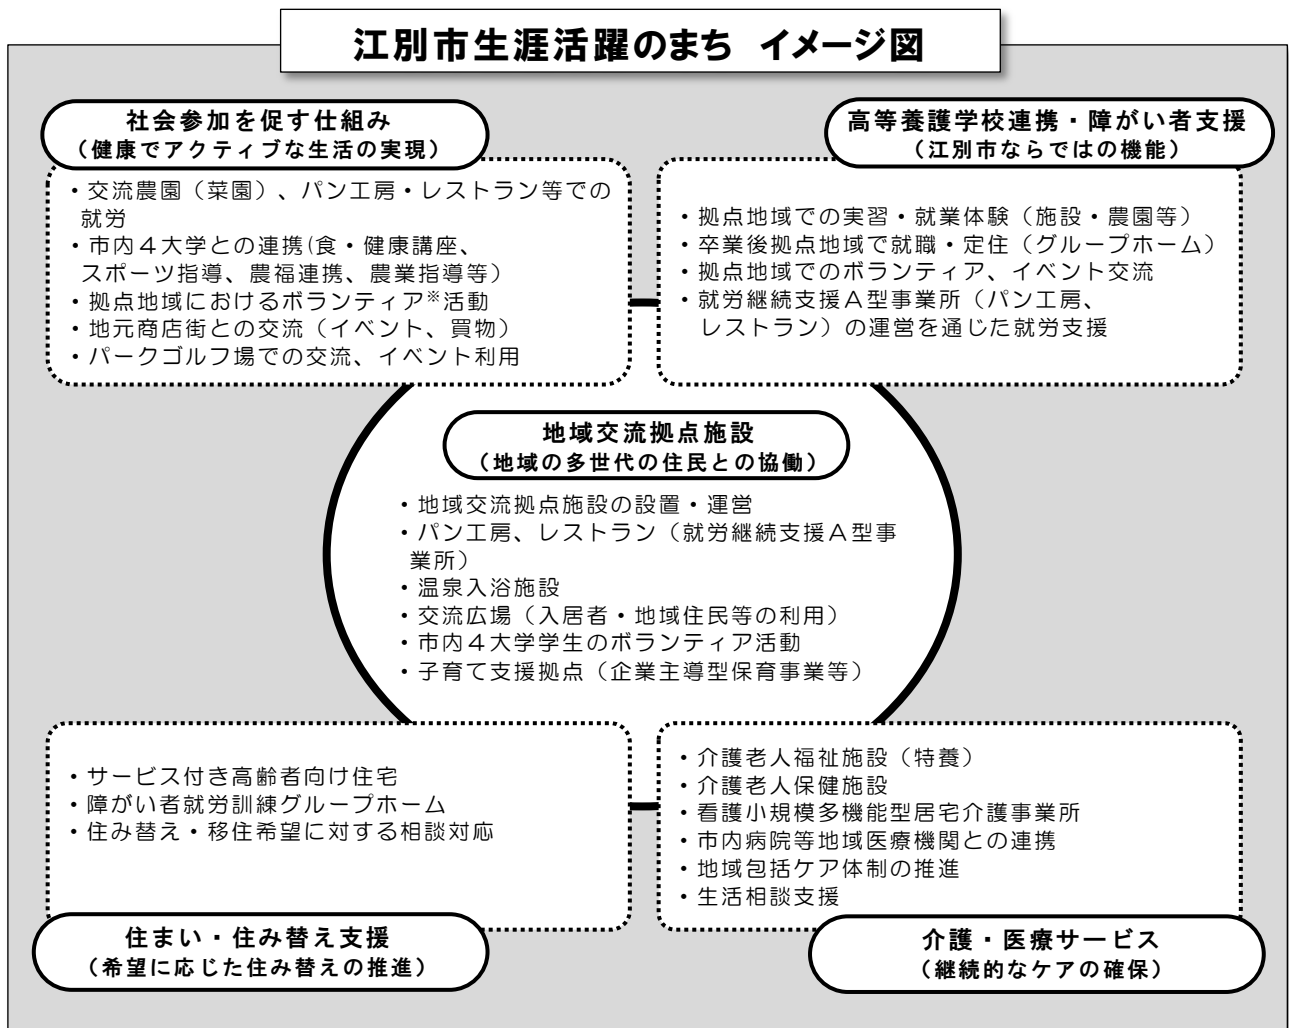 江別市生涯活躍のまち イメージ図
社会参加を促す仕組み
（健康でアクティブな生活の実現）
・交流農園（菜園）、パン工房・レストラン等での
就労
・市内４大学との連携(食・健康講座、
スポーツ指導、農福連携、農業指導等）
・拠点地域におけるボランティア※活動
・地元商店街との交流（イベント、買物）
・パークゴルフ場での交流、イベント利用
高等養護学校連携・障がい者支援
（江別市ならではの機能）
・拠点地域での実習・就業体験（施設・農園等）
・卒業後拠点地域で就職・定住（グループホーム）
・拠点地域でのボランティア、イベント交流
・就労継続支援Ａ型事業所（パン工房、
レストラン）の運営を通じた就労支援
地域交流拠点施設
（地域の多世代の住民との協働）
・地域交流拠点施設の設置・運営
・パン工房、レストラン（就労継続支援Ａ型事
業所）
・温泉入浴施設
・交流広場（入居者・地域住民等の利用）
・市内４大学学生のボランティア活動
・子育て支援拠点（企業主導型保育事業等）
・サービス付き高齢者向け住宅
・障がい者就労訓練グループホーム
・住み替え・移住希望に対する相談対応
住まい・住み替え支援
（希望に応じた住み替えの推進）
・介護老人福祉施設（特養）
・介護老人保健施設
・看護小規模多機能型居宅介護事業所
・市内病院等地域医療機関との連携
・地域包括ケア体制の推進
・生活相談支援
介護・医療サービス
（継続的なケアの確保）